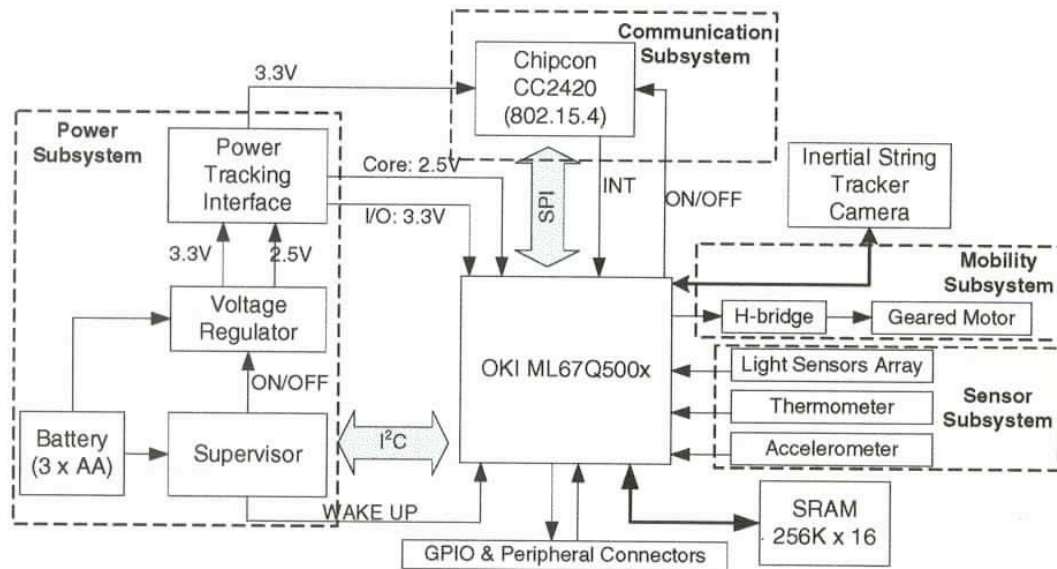 Communication
Subsystem
Chipcon
CC2420
(802.15.4)
3.3V
Power
Subsystem
Power
Tracking
Interface
Core: 2.5V
I/O: 3.3V
SPI
INT
ON/OFF
Inertial String
Tracker
Camera
3.3V
2.5V
Mobility
Subsystem
Voltage
Regulator
H-bridge
Geared Motor
OKI ML67Q500x
Light Sensors Array
ON/OFF
Thermometer
Sensor
Subsystem
Battery
(3 x AA)
Supervisor
I²C
Accelerometer
WAKE UP
SRAM
256K x 16
GPIO & Peripheral Connectors